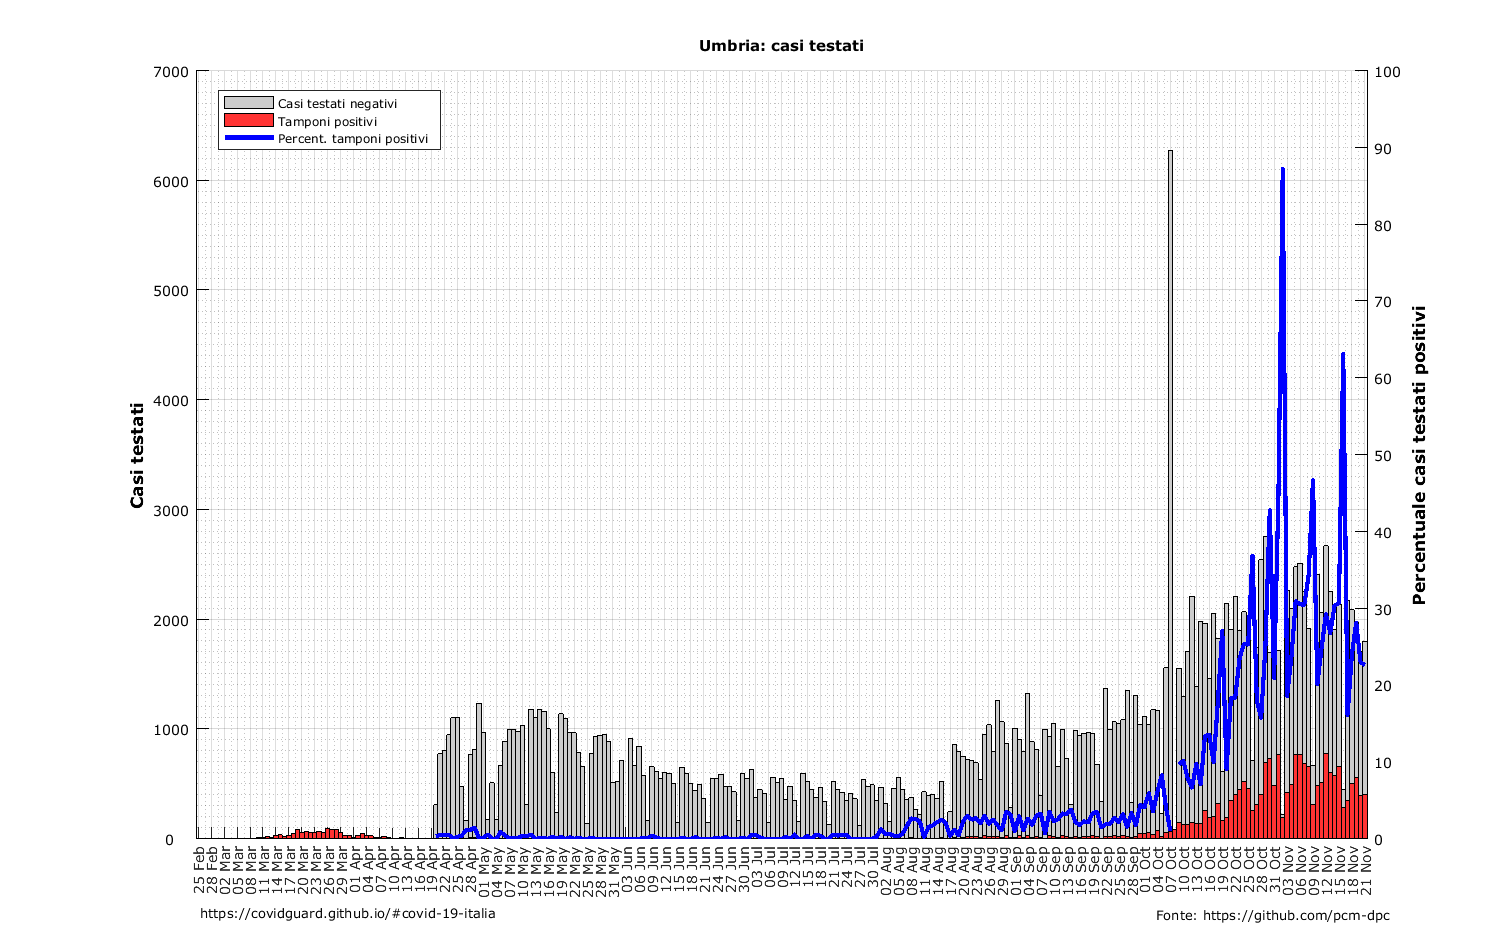 Umbria: casi testati
7000
6000
5000
4000
3000
2000
1000
0
Casi testati
Casi testati negativi
Tamponi positivi
Percent. tamponi positivi
100
90
80
70
60
50
40
30
20
10
0
Percentuale casi testati positivi
25 Feb
28 Feb
02 Mar
05 Mar
08 Mar
11 Mar
14 Mar
17 Mar
20 Mar
23 Mar
26 Mar
29 Mar
01 Apr
04 Apr
07 Apr
10 Apr
13 Apr
16 Apr
19 Apr
22 Apr
25 Apr
28 Apr
01 May
04 May
07 May
10 May
13 May
16 May
19 May
22 May
25 May
28 May
31 May
03 Jun
06 Jun
09 Jun
12 Jun
15 Jun
18 Jun
21 Jun
24 Jun
27 Jun
30 Jun
03 Jul
06 Jul
09 Jul
12 Jul
15 Jul
18 Jul
21 Jul
24 Jul
27 Jul
30 Jul
02 Aug
05 Aug
08 Aug
11 Aug
14 Aug
17 Aug
20 Aug
23 Aug
26 Aug
29 Aug
01 Sep
04 Sep
07 Sep
10 Sep
13 Sep
16 Sep
19 Sep
22 Sep
25 Sep
28 Sep
01 Oct
04 Oct
07 Oct
10 Oct
13 Oct
16 Oct
19 Oct
22 Oct
25 Oct
28 Oct
31 Oct
03 Nov
06 Nov
09 Nov
12 Nov
15 Nov
18 Nov
21 Nov
https://covidguard.github.io/#covid-19-italia
Fonte: https://github.com/pcm-dpc